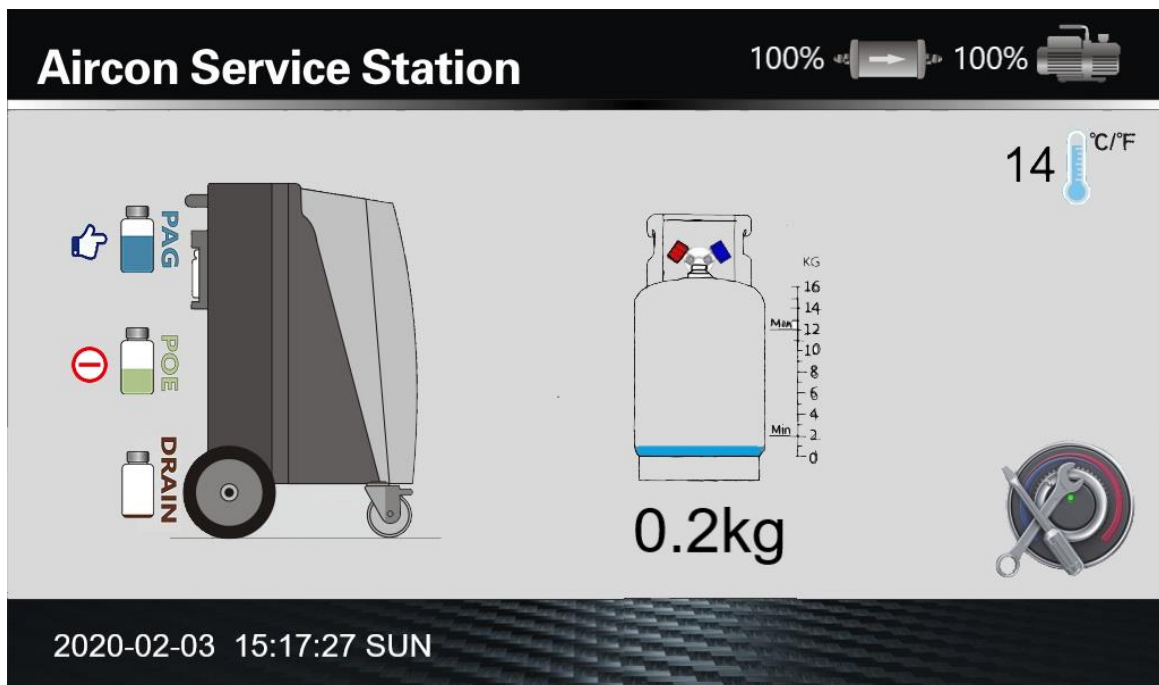 Aircon Service Station
100%
100%
14
°C/°F
PAG
POE
DRAIN
KG
16
14
Max
12
10
8
6
4
Min
2
0
0.2kg
2020-02-03 15:17:27 SUN